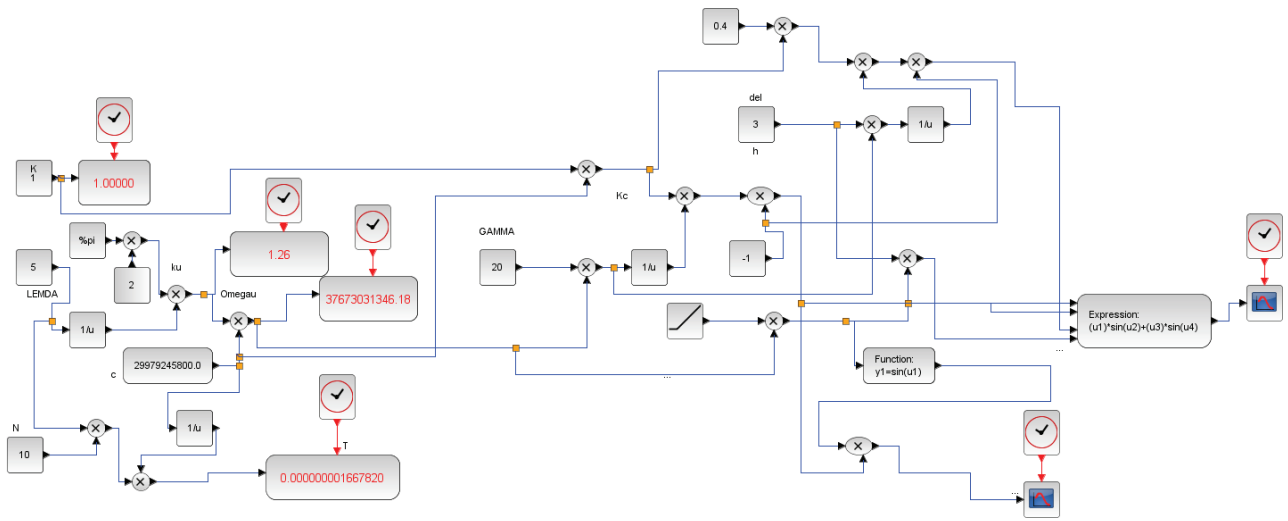 0.4
del
3
1/u
h
K
1
1.00000
Kc
%pi
1.26
GAMMA
-1
5
ku
20
1/u
2
LEMDA
Omegau
37673031346.18
1/u
Expression:
(u1)*sin(u2)+(u3)*sin(u4)
...
c
29979245800.0
...
Function:
y1=sin(u1)
N
1/u
10
T
0.000000001667820
...